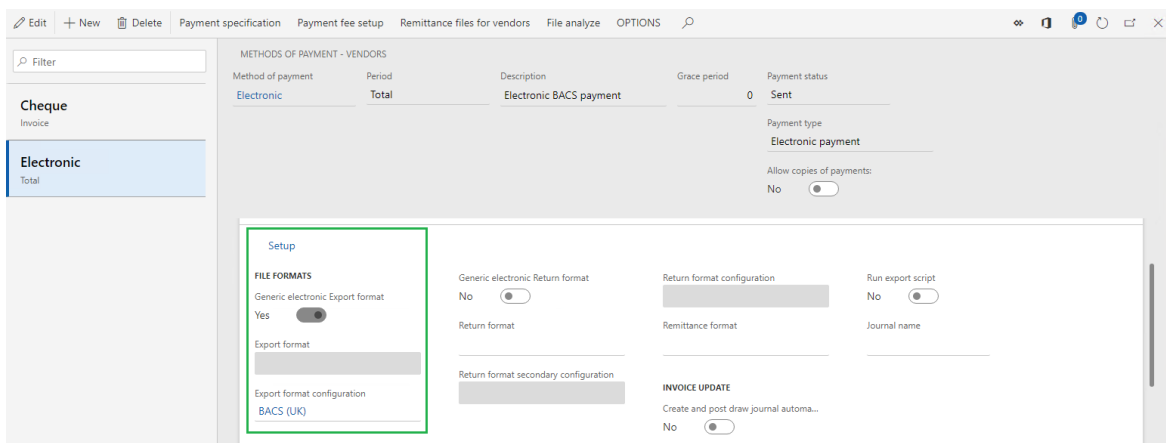 Edit
New
Delete
Payment specification
Payment fee setup
Remittance files for vendors
File analyze
OPTIONS
0
Filter
Cheque
Invoice
Electronic
Total
METHODS OF PAYMENT - VENDORS
Method of payment
Electronic
Period
Total
Description
Electronic BACS payment
Grace period
0
Payment status
Sent
Payment type
Electronic payment
Allow copies of payments:
No
Setup
FILE FORMATS
Generic electronic Export format
Yes
Export format
Export format configuration
BACS (UK)
Generic electronic Return format
No
Return format
Return format secondary configuration
Return format configuration
Remittance format
INVOICE UPDATE
Create and post draw journal automa...
No
Run export script
No
Journal name